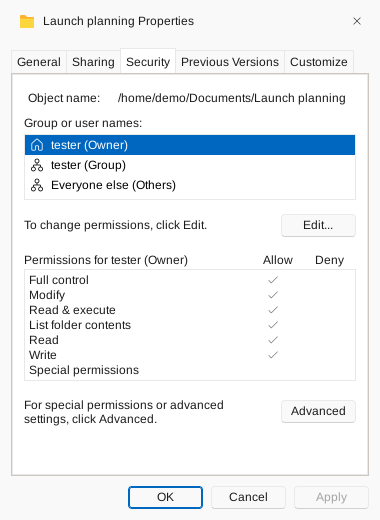 Launch planning Properties
General Sharing Security Previous Versions Customize
Object name: /home/demo/Documents/Launch planning
Group or user names:
tester (Owner)
tester (Group)
Everyone else (Others)
To change permissions, click Edit.
Edit...
Permissions for tester (Owner) Allow Deny
Full control
Modify
Read & execute
List folder contents
Read
Write
Special permissions
For special permissions or advanced
settings, click Advanced.
Advanced
OK Cancel Apply